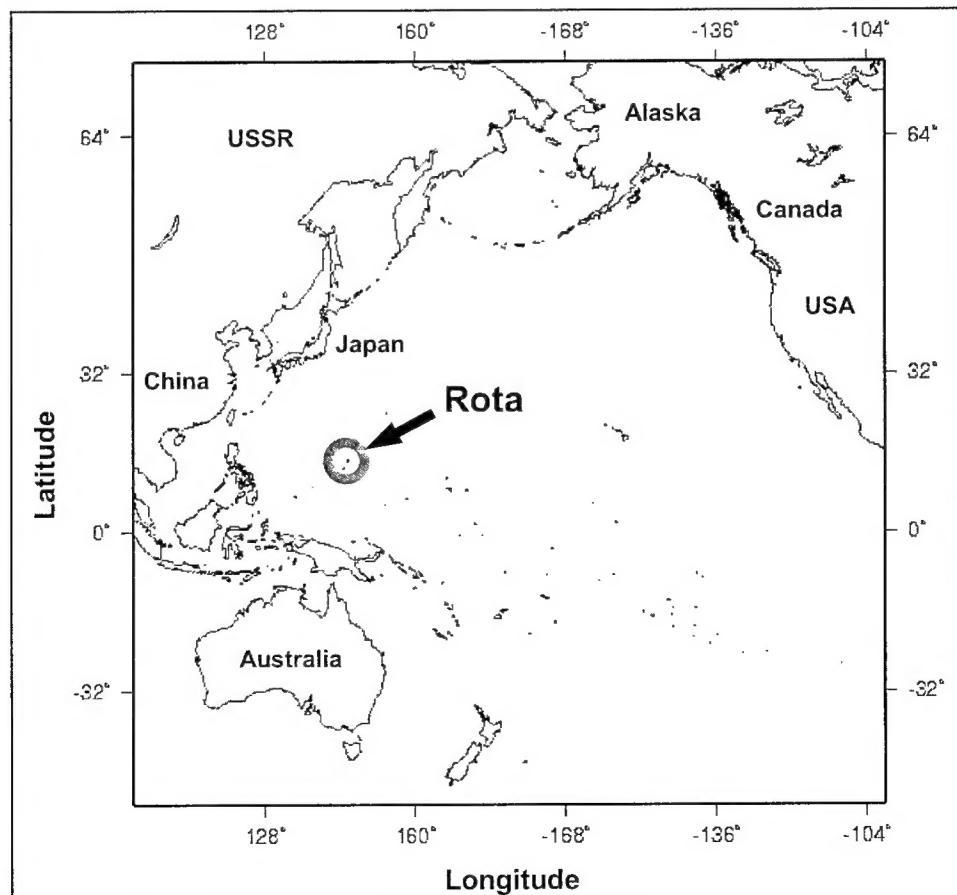 128°
160°
-168°
-136°
-104°
64°
USSR
Alaska
64°
Canada
USA
Japan
32°
China
32°
Rota
Latitude
0°
0°
Australia
-32°
-32°
128°
160°
-168°
-136°
-104°
Longitude